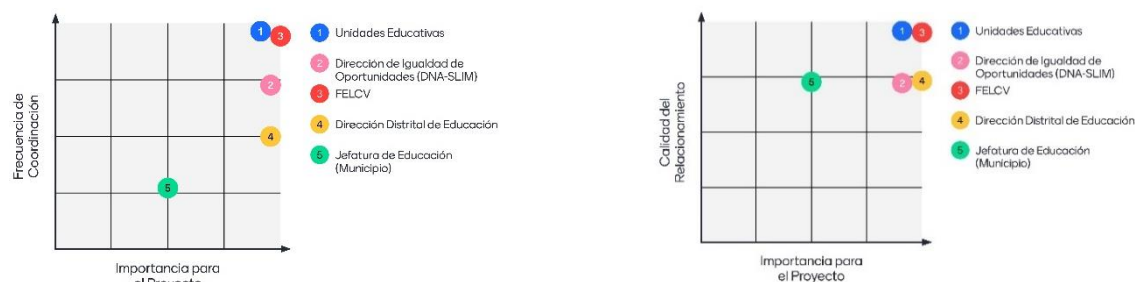 Frecuencia de
Coordinación
1
3
2
4
5
Importancia para
el Proyecto
1 Unidades Educativas
2 Dirección de Igualdad de
Oportunidades (DNA-SLIM)
3 FELCV
4 Dirección Distrital de Educación
5 Jefatura de Educación
(Municipio)
Calidad del
Relacionamiento
1
3
5
2
4
Importancia para
el Proyecto
1 Unidades Educativas
2 Dirección de Igualdad de
Oportunidades (DNA-SLIM)
3 FELCV
4 Dirección Distrital de Educación
5 Jefatura de Educación
(Municipio)